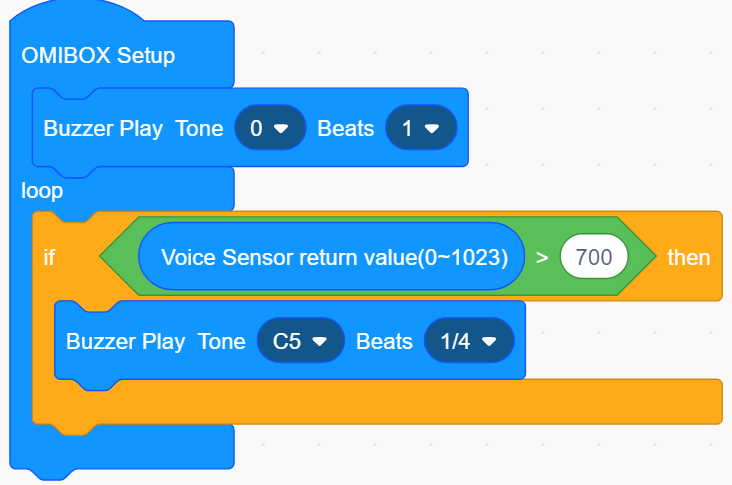 OMIBOX Setup
Buzzer Play Tone 0 Beats 1
loop
if Voice Sensor return value(0~1023) > 700 then
Buzzer Play Tone C5 Beats 1/4